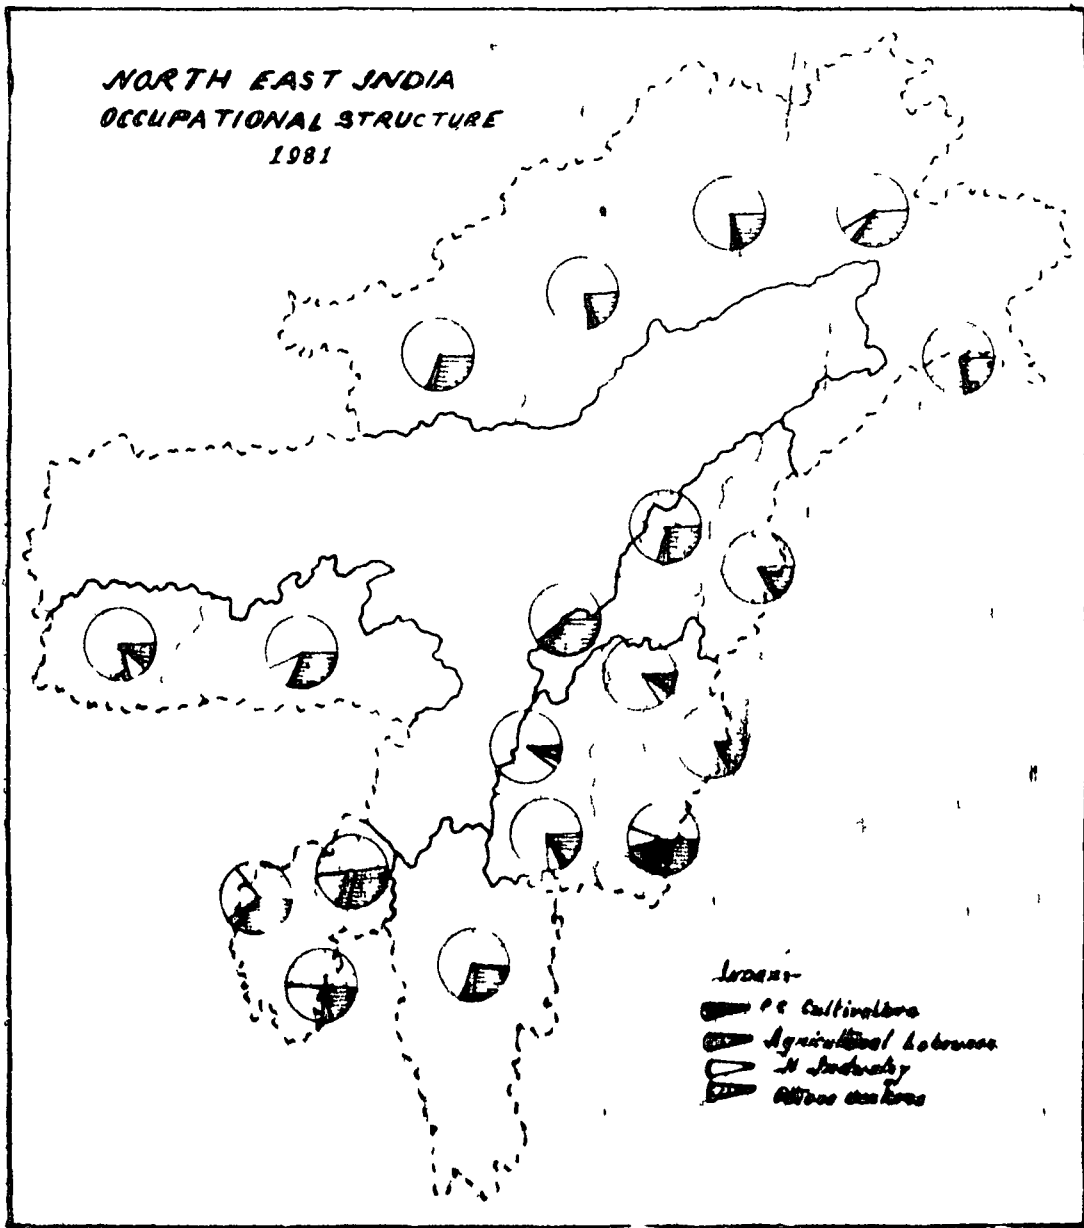 NORTH EAST INDIA
OCCUPATIONAL STRUCTURE
1981
Cultivators
Agricultural Labourers
Industry